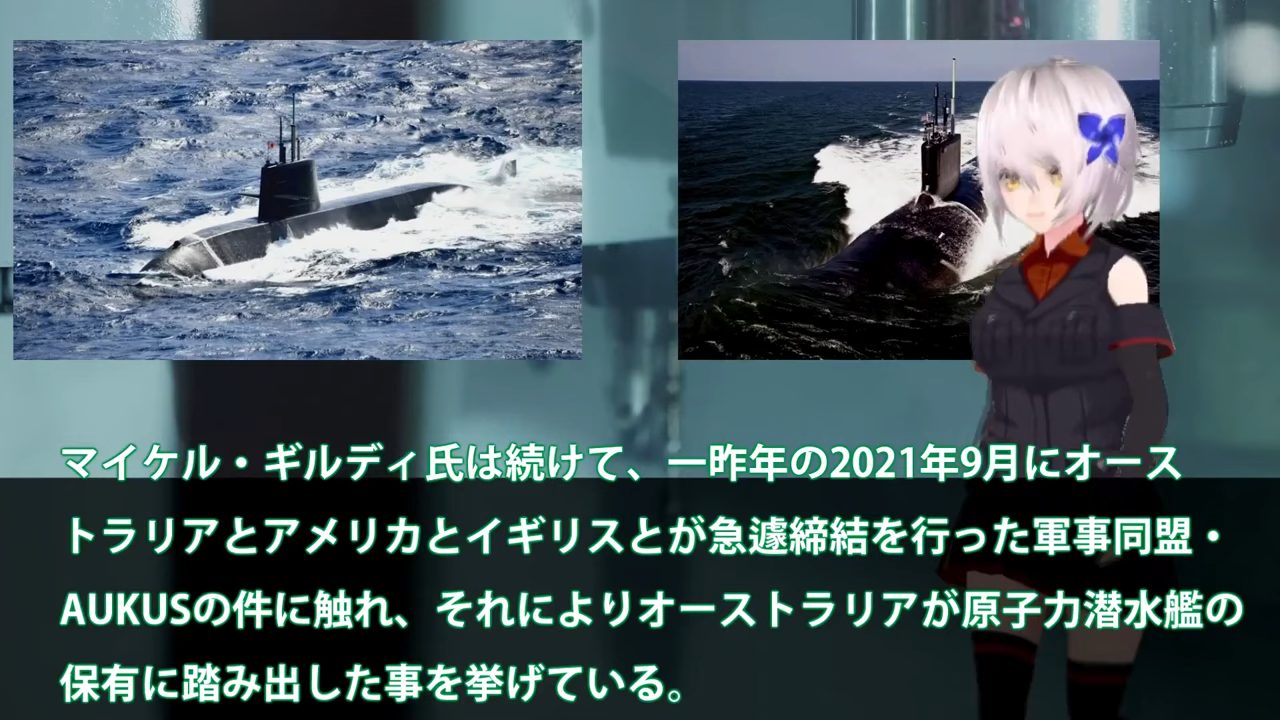 マイケル・ギルディ氏は続けて、一昨年の2021年9月にオース
トラリアとアメリカとイギリスとが急遽締結を行った軍事同盟・
AUKUSの件に触れ、それによりオーストラリアが原子力潜水艦の
保有に踏み出した事を挙げている。